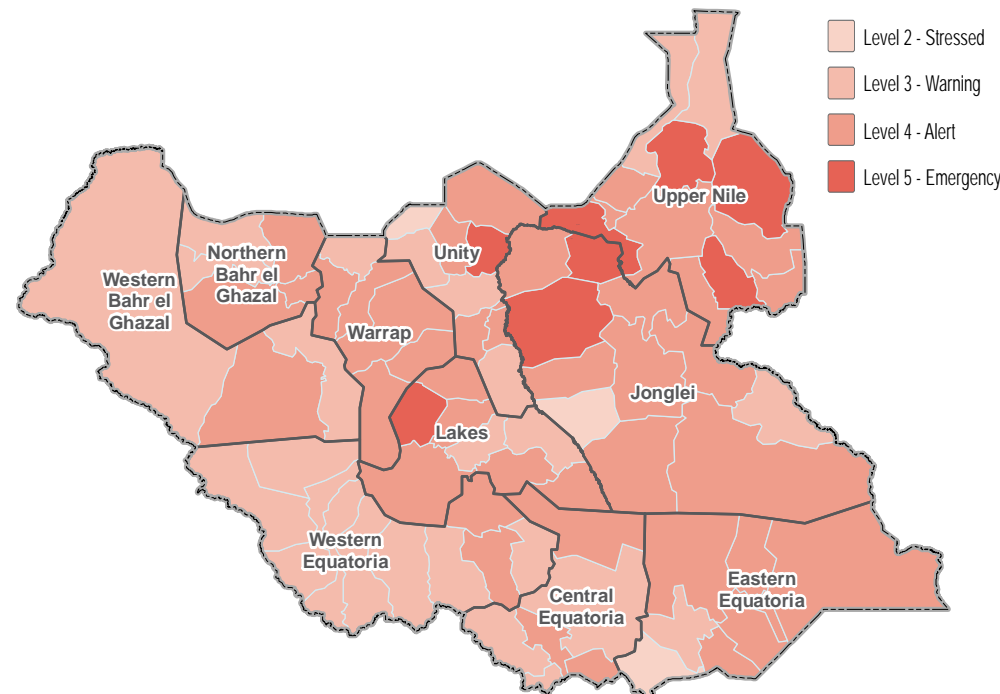 Level 2 - Stressed
Level 3 - Warning
Level 4 - Alert
Level 5 - Emergency
Upper Nile
Unity
Northern
Bahr el
Ghazal
Western
Bahr el
Ghazal
Warrap
Jonglei
Lakes
Western
Equatoria
Central
Equatoria
Eastern
Equatoria